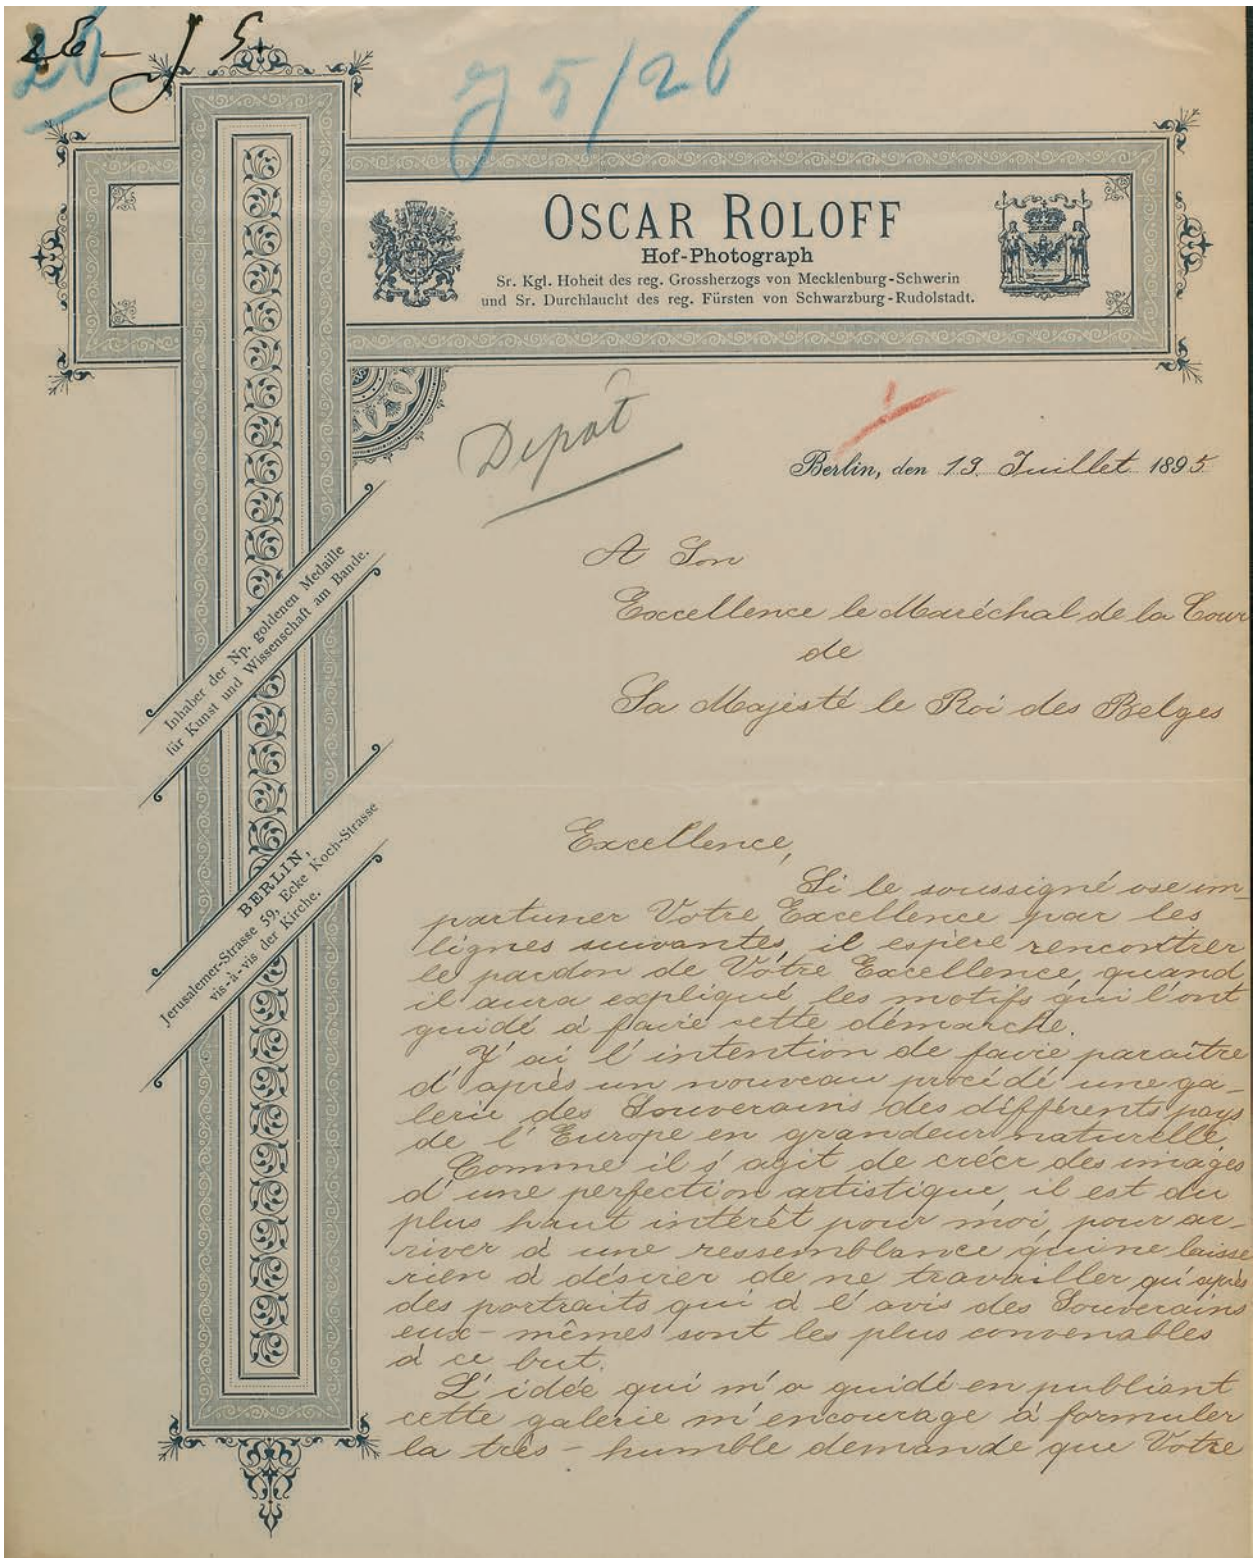 26 J 5
J 5/26
OSCAR ROLOFF
Hof-Photograph
Sr. Kgl. Hoheit des reg. Grossherzogs von Mecklenburg-Schwerin
und Sr. Durchlaucht des reg. Fürsten von Schwarzburg-Rudolstadt.
Depôt
Berlin, den 19. Juillet 1895
Inhaber der Np. goldenen Medaille
für Kunst und Wissenschaft am Bande.
BERLIN,
Jerusalemer-Strasse 59, Ecke Koch-Strasse
vis-à-vis der Kirche.
A Son
Excellence le Maréchal de la Cour
de
Sa Majesté le Roi des Belges
Excellence,
Si le soussigné ose im-
partuner Votre Excellence par les
lignes suivantes, il espère rencontrer
le pardon de Votre Excellence, quand
il aura expliqué les motifs qui l'ont
guidé à faire cette démarche.
J'ai l'intention de faire paraître
d'après un nouveau procédé une ga-
lerie des Souverains des différents pays
de l'Europe en grandeur naturelle.
Comme il s'agit de créer des images
d'une perfection artistique, il est du
plus haut intérêt pour moi, pour ar-
river à une ressemblance qui ne laisse
rien à désirer de ne travailler qu'après
des portraits qui à l'avis des Souverains
eux-mêmes sont les plus convenables
à ce but.
L'idée qui m'a guidé en publiant
cette galerie m'encourage à formuler
la très-humble demande que Votre